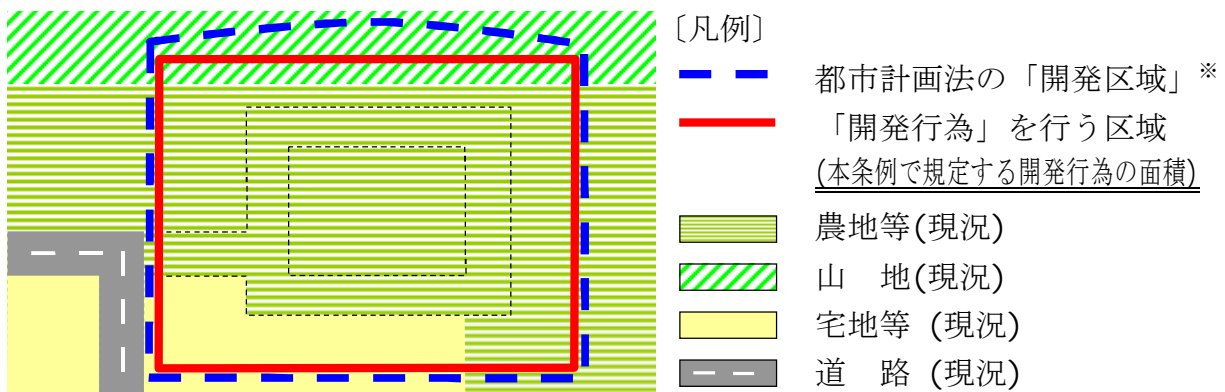 〔凡例〕
都市計画法の「開発区域」※
「開発行為」を行う区域
(本条例で規定する開発行為の面積)
農地等(現況)
山　地(現況)
宅地等 (現況)
道　路(現況)